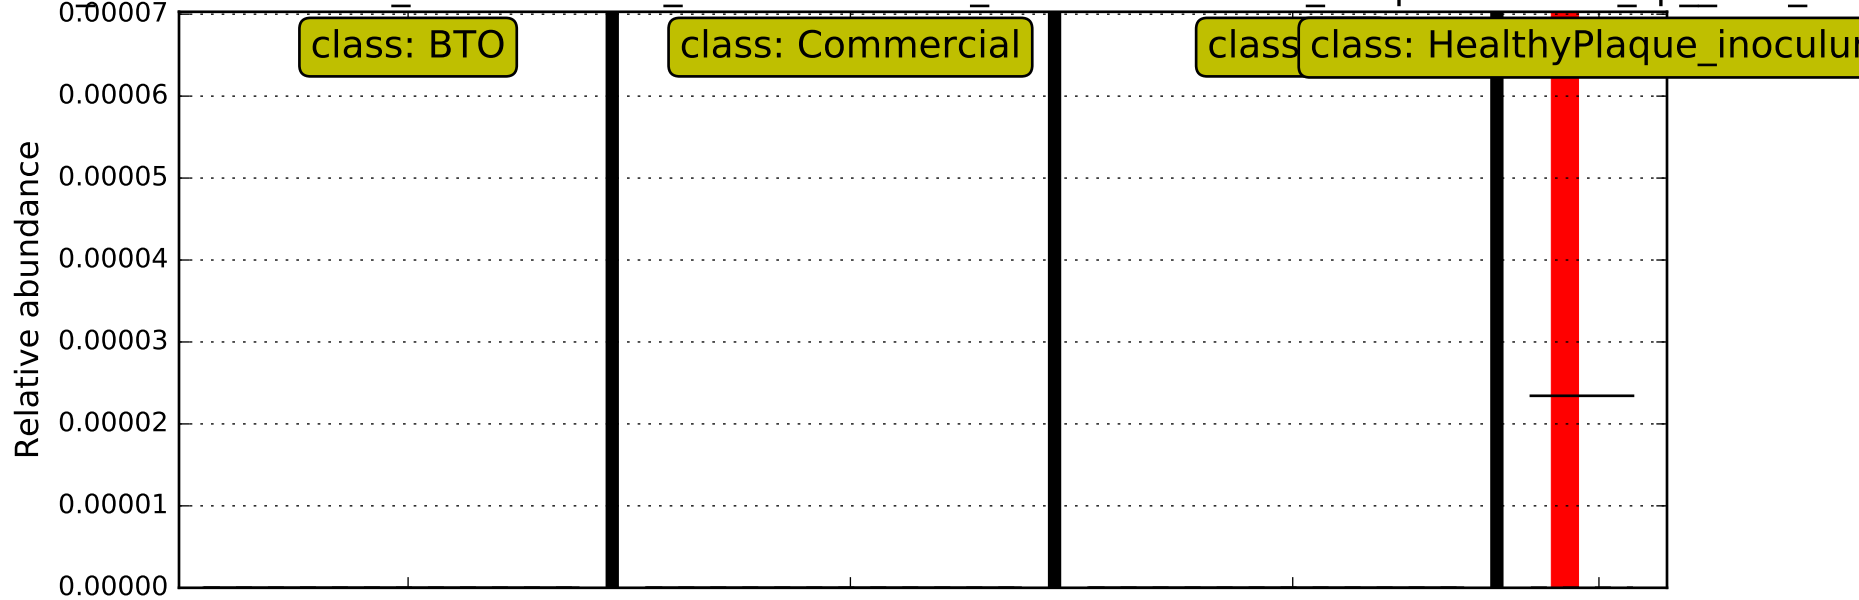 0.00007
class: BTO
class: Commercial
class
class: HealthyPlaque_inoculu
0.00006
0.00005
0.00004
0.00003
0.00002
0.00001
0.00000
Relative abundance